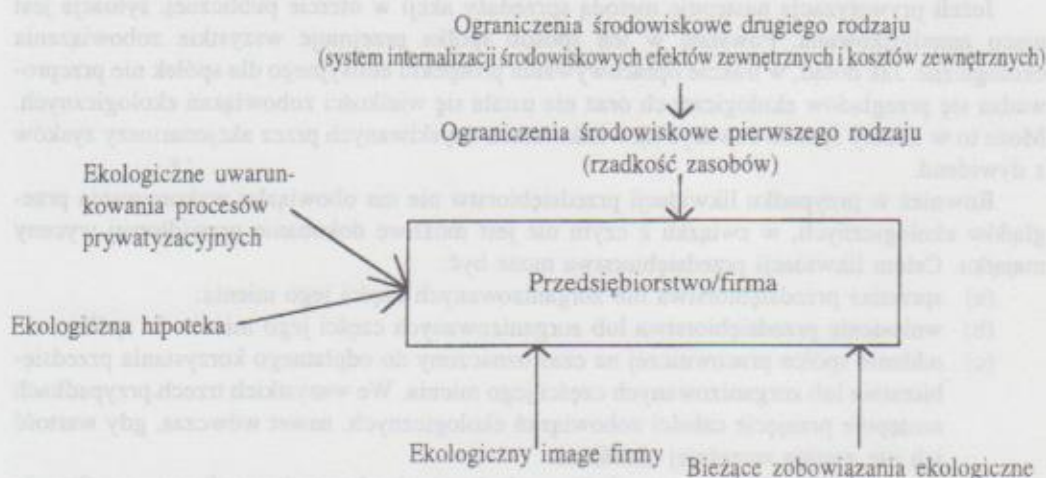 Ograniczenia środowiskowe drugiego rodzaju
(system internalizacji środowiskowych efektów zewnętrznych i kosztów zewnętrznych)
Ograniczenia środowiskowe pierwszego rodzaju
(rzadkość zasobów)
Ekologiczne uwarun-
kowania procesów
prywatyzacyjnych
Przedsiębiorstwo/firma
Ekologiczna hipoteka
Ekologiczny image firmy
Bieżące zobowiązania ekologiczne